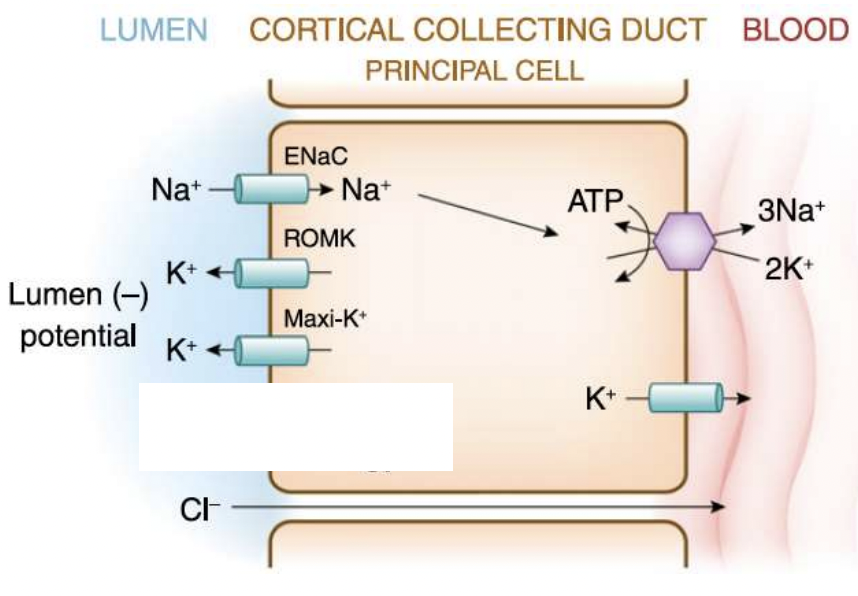 LUMEN CORTICAL COLLECTING DUCT BLOOD
PRINCIPAL CELL
ENaC
Na⁺ Na⁺
ATP
3Na⁺
ROMK
K⁺
2K⁺
Lumen (–)
potential
Maxi-K⁺
K⁺
K⁺
Cl⁻